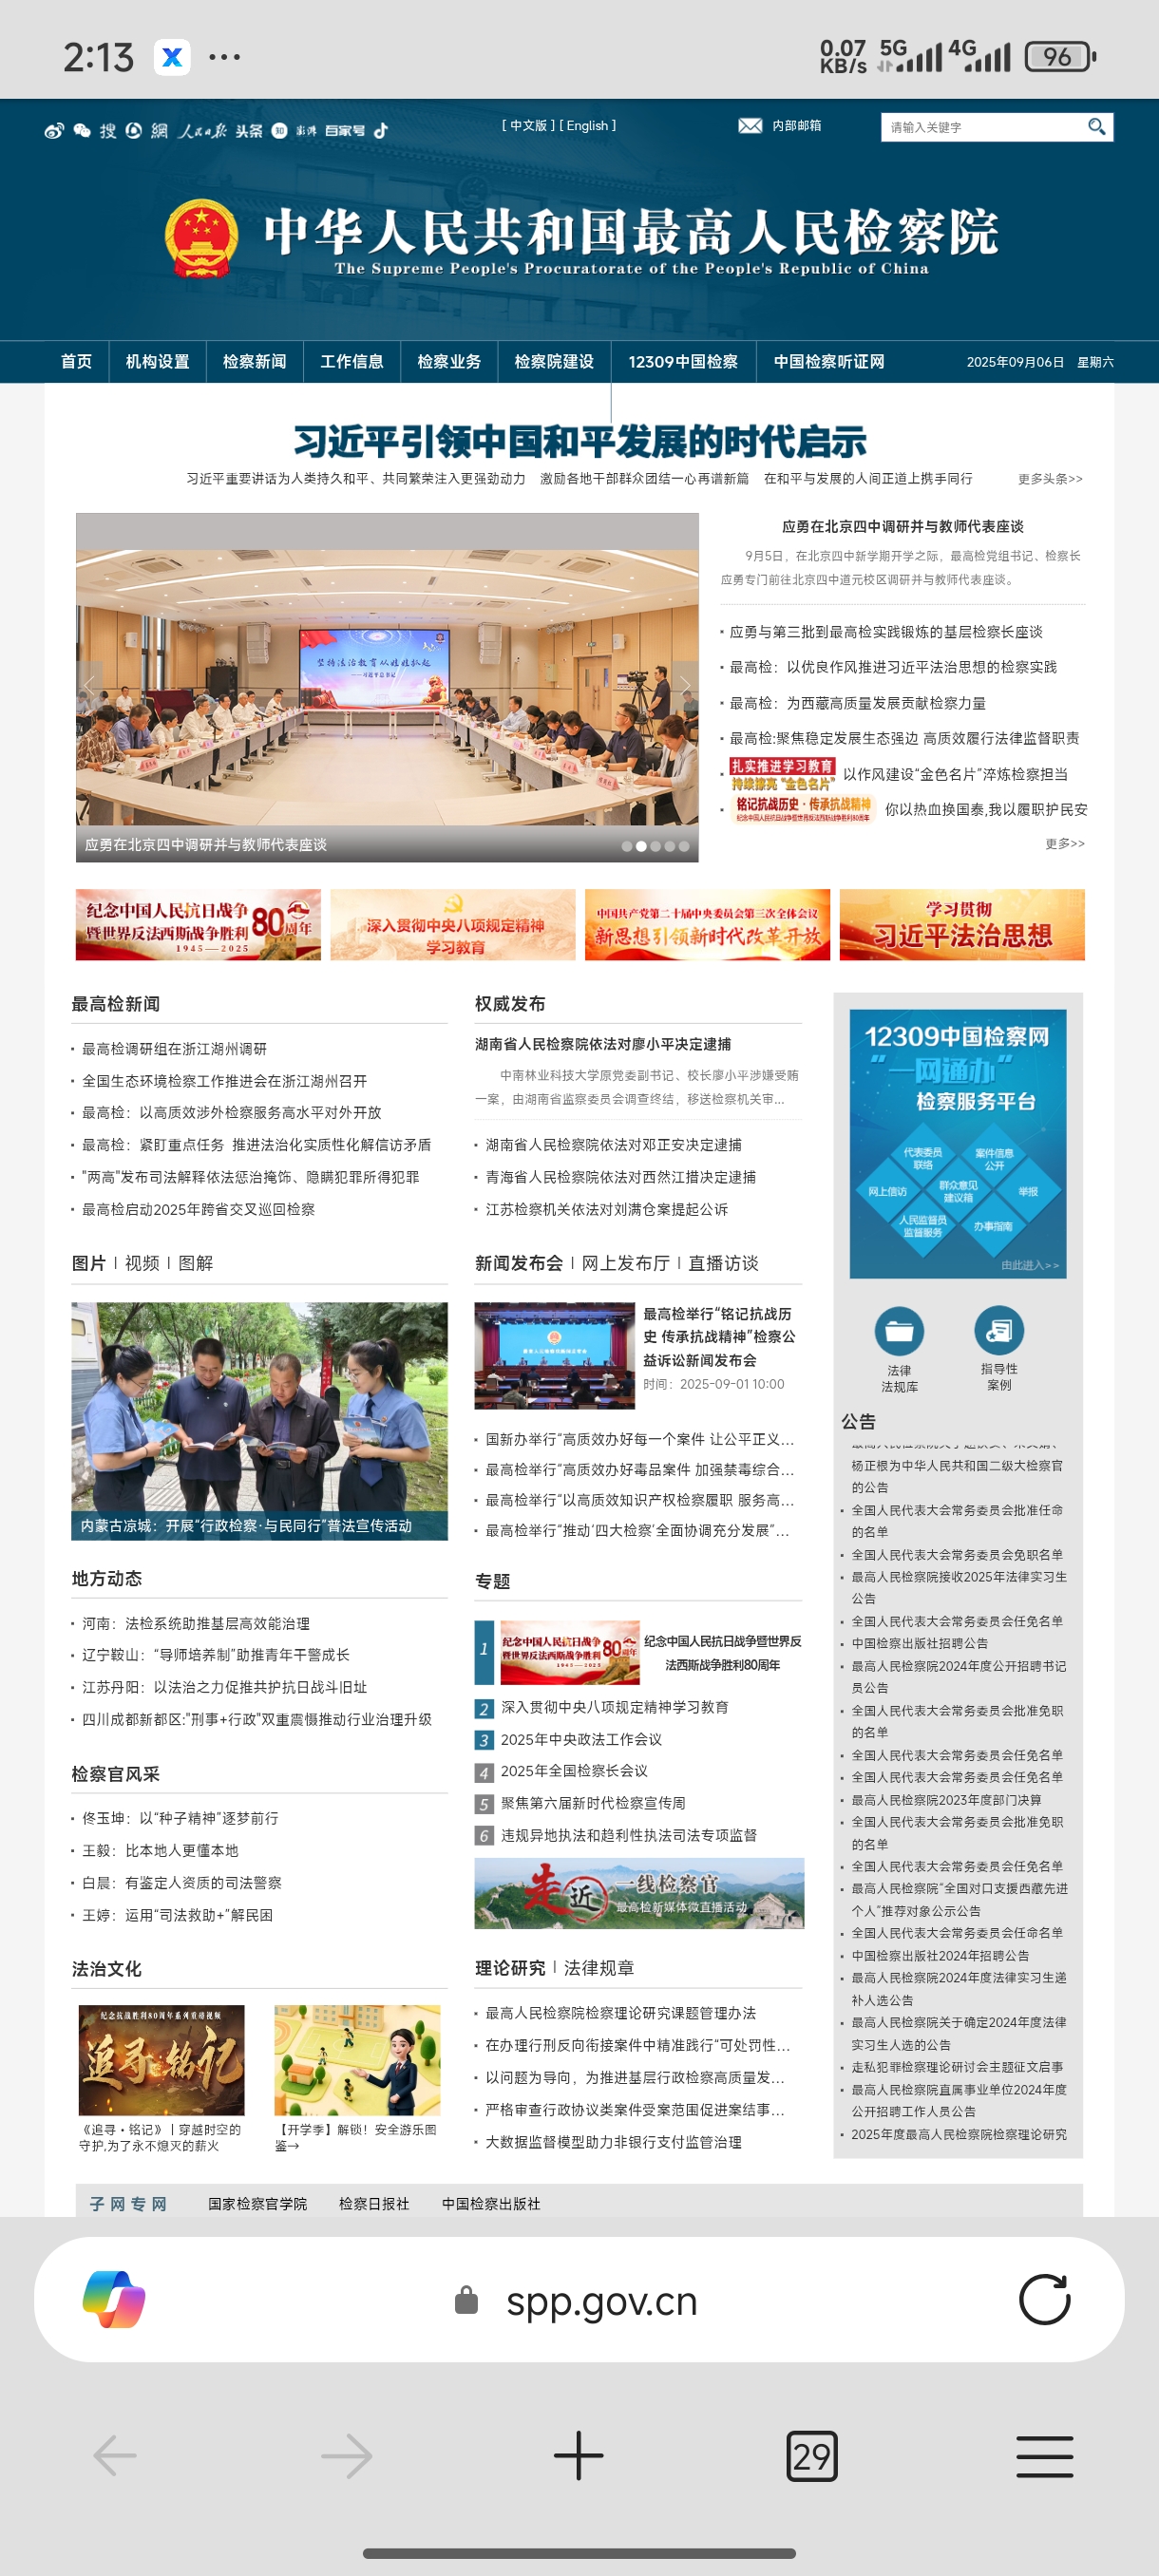 2:13
0.07 KB/s 5G 4G 96
搜 網 人民日报 头条 知 澎湃 百家号
[ 中文版 ] [ English ]
内部邮箱
请输入关键字
中华人民共和国最高人民检察院
The Supreme People's Procuratorate of the People's Republic of China
首页 机构设置 检察新闻 工作信息 检察业务 检察院建设 12309中国检察 中国检察听证网 2025年09月06日 星期六
习近平引领中国和平发展的时代启示
习近平重要讲话为人类持久和平、共同繁荣注入更强劲动力 激励各地干部群众团结一心再谱新篇 在和平与发展的人间正道上携手同行 更多头条>>
坚持法治教育从娃娃抓起
——习近平总书记
应勇在北京四中调研并与教师代表座谈
应勇在北京四中调研并与教师代表座谈
9月5日，在北京四中新学期开学之际，最高检党组书记、检察长
应勇专门前往北京四中道元校区调研并与教师代表座谈。
应勇与第三批到最高检实践锻炼的基层检察长座谈
最高检：以优良作风推进习近平法治思想的检察实践
最高检：为西藏高质量发展贡献检察力量
最高检:聚焦稳定发展生态强边 高质效履行法律监督职责
扎实推进学习教育
持续擦亮“金色名片”
以作风建设“金色名片”淬炼检察担当
铭记抗战历史·传承抗战精神
纪念中国人民抗日战争暨世界反法西斯战争胜利80周年
你以热血换国泰,我以履职护民安
更多>>
纪念中国人民抗日战争
暨世界反法西斯战争胜利 80周年
1945—2025
深入贯彻中央八项规定精神
学习教育
中国共产党第二十届中央委员会第三次全体会议
新思想引领新时代改革开放
学习贯彻
习近平法治思想
最高检新闻
最高检调研组在浙江湖州调研
全国生态环境检察工作推进会在浙江湖州召开
最高检：以高质效涉外检察服务高水平对外开放
最高检：紧盯重点任务 推进法治化实质性化解信访矛盾
"两高"发布司法解释依法惩治掩饰、隐瞒犯罪所得犯罪
最高检启动2025年跨省交叉巡回检察
权威发布
湖南省人民检察院依法对廖小平决定逮捕
中南林业科技大学原党委副书记、校长廖小平涉嫌受贿
一案，由湖南省监察委员会调查终结，移送检察机关审...
湖南省人民检察院依法对邓正安决定逮捕
青海省人民检察院依法对西然江措决定逮捕
江苏检察机关依法对刘满仓案提起公诉
12309中国检察网
“一网通办”
检察服务平台
代表委员
联络
案件信息
公开
网上信访
群众意见
建议箱
举报
人民监督员
监督服务
办事指南
由此进入>>
法律
法规库
指导性
案例
图片 | 视频 | 图解
内蒙古凉城：开展“行政检察·与民同行”普法宣传活动
新闻发布会 | 网上发布厅 | 直播访谈
最高检举行“铭记抗战历
史 传承抗战精神”检察公
益诉讼新闻发布会
时间：2025-09-01 10:00
国新办举行“高质效办好每一个案件 让公平正义...
最高检举行“高质效办好毒品案件 加强禁毒综合...
最高检举行“以高质效知识产权检察履职 服务高...
最高检举行“推动‘四大检察’全面协调充分发展”...
公告
杨正根为中华人民共和国二级大检察官
的公告
全国人民代表大会常务委员会批准任命
的名单
全国人民代表大会常务委员会免职名单
最高人民检察院接收2025年法律实习生
公告
全国人民代表大会常务委员会任免名单
中国检察出版社招聘公告
最高人民检察院2024年度公开招聘书记
员公告
全国人民代表大会常务委员会批准免职
的名单
全国人民代表大会常务委员会任免名单
全国人民代表大会常务委员会任免名单
最高人民检察院2023年度部门决算
全国人民代表大会常务委员会批准免职
的名单
全国人民代表大会常务委员会任免名单
最高人民检察院“全国对口支援西藏先进
个人”推荐对象公示公告
全国人民代表大会常务委员会任命名单
中国检察出版社2024年招聘公告
最高人民检察院2024年度法律实习生递
补人选公告
最高人民检察院关于确定2024年度法律
实习生人选的公告
走私犯罪检察理论研讨会主题征文启事
最高人民检察院直属事业单位2024年度
公开招聘工作人员公告
2025年度最高人民检察院检察理论研究
地方动态
河南：法检系统助推基层高效能治理
辽宁鞍山：“导师培养制”助推青年干警成长
江苏丹阳：以法治之力促推共护抗日战斗旧址
四川成都新都区:"刑事+行政"双重震慑推动行业治理升级
专题
1
纪念中国人民抗日战争
暨世界反法西斯战争胜利 80周年
1945—2025
纪念中国人民抗日战争暨世界反
法西斯战争胜利80周年
2 深入贯彻中央八项规定精神学习教育
3 2025年中央政法工作会议
4 2025年全国检察长会议
5 聚焦第六届新时代检察宣传周
6 违规异地执法和趋利性执法司法专项监督
走近 一线检察官
最高检新媒体微直播活动
检察官风采
佟玉坤：以“种子精神”逐梦前行
王毅：比本地人更懂本地
白晨：有鉴定人资质的司法警察
王婷：运用“司法救助+”解民困
法治文化
纪念抗战胜利80周年系列重磅视频
追寻·铭记
《追寻·铭记》 | 穿越时空的
守护,为了永不熄灭的薪火
【开学季】解锁！安全游乐图
鉴→
理论研究 | 法律规章
最高人民检察院检察理论研究课题管理办法
在办理行刑反向衔接案件中精准践行“可处罚性...
以问题为导向，为推进基层行政检察高质量发...
严格审查行政协议类案件受案范围促进案结事...
大数据监督模型助力非银行支付监管治理
子网专网 国家检察官学院 检察日报社 中国检察出版社
spp.gov.cn
29